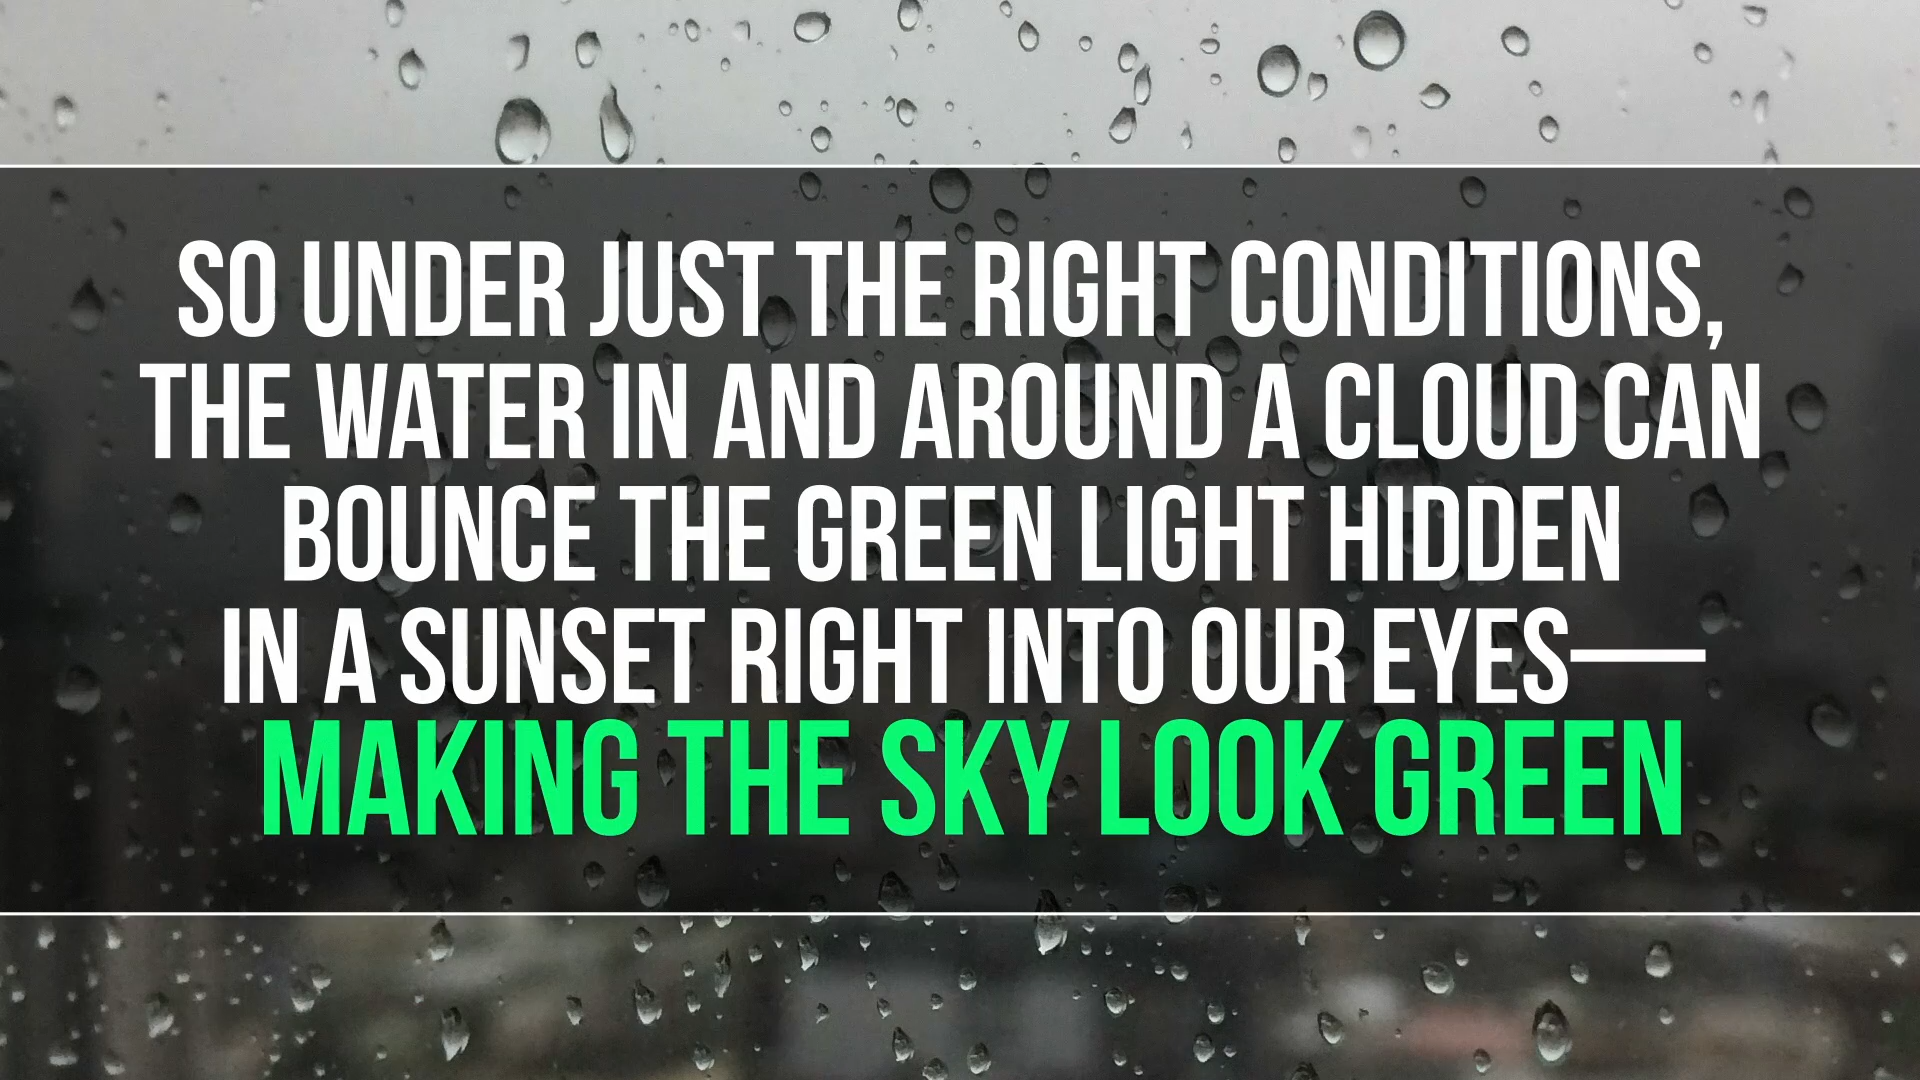 SO UNDER JUST THE RIGHT CONDITIONS,
THE WATER IN AND AROUND A CLOUD CAN
BOUNCE THE GREEN LIGHT HIDDEN
IN A SUNSET RIGHT INTO OUR EYES—
MAKING THE SKY LOOK GREEN